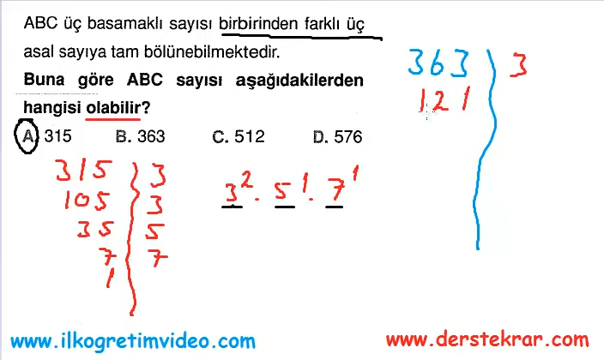 ABC üç basamaklı sayısı birbirinden farklı üç
asal sayıya tam bölünebilmektedir.
Buna göre ABC sayısı aşağıdakilerden
hangisi olabilir?
A. 315 B. 363 C. 512 D. 576
315 3
105 3
35 5
7 7
1
3² . 5¹ . 7¹
363 3
121
www.ilkogretimvideo.com
www.derstekrar.com